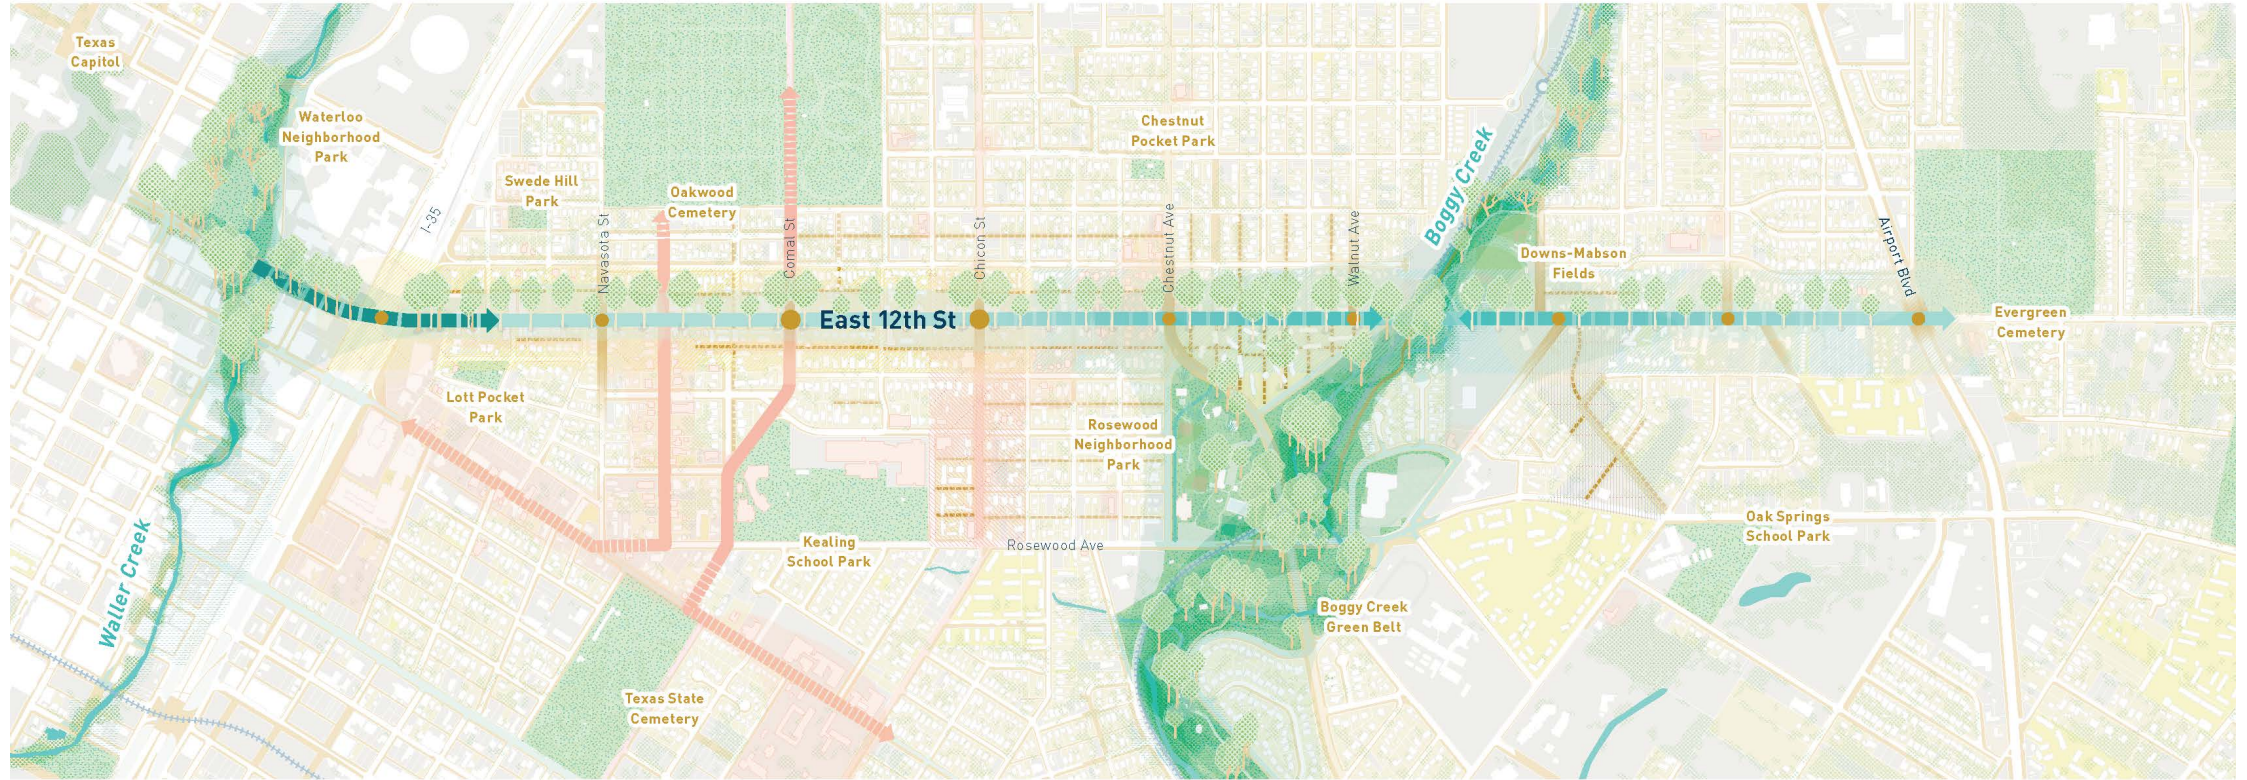 Texas
Capitol
Waterloo
Neighborhood
Park
I-35
Swede Hill
Park
Navasota St
Oakwood
Cemetery
Comal St
Chicon St
Chestnut
Pocket Park
Chestnut Ave
Walnut Ave
Boggy Creek
Downs-Mabson
Fields
Airport Blvd
East 12th St
Evergreen
Cemetery
Lott Pocket
Park
Rosewood
Neighborhood
Park
Waller Creek
Kealing
School Park
Rosewood Ave
Oak Springs
School Park
Boggy Creek
Green Belt
Texas State
Cemetery